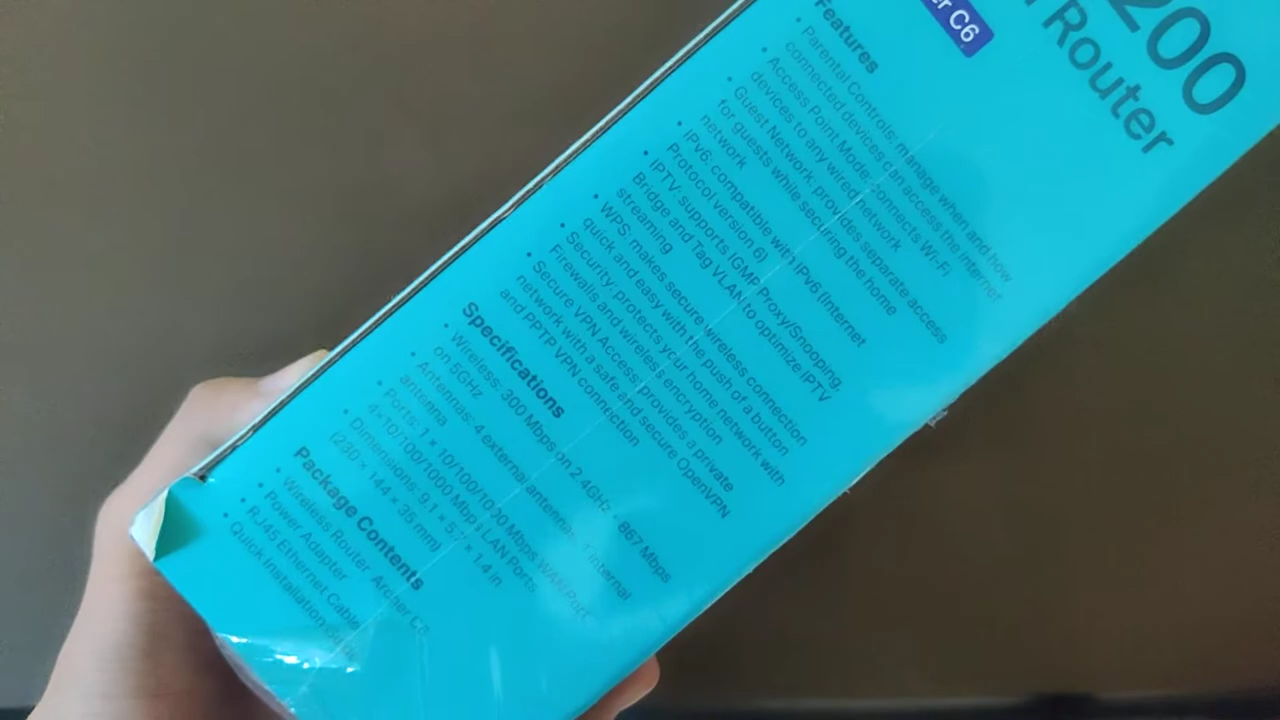 200
Router
er C6
Features
• Parental Controls: manage when and how
connected devices can access the internet
• Access Point Mode: connects Wi-Fi
devices to any wired network
• Guest Network: provides separate access
for guests while securing the home
network
• IPv6: compatible with IPv6 (Internet
Protocol version 6)
• IPTV: supports IGMP Proxy/Snooping,
Bridge and Tag VLAN to optimize IPTV
streaming
• WPS: makes secure wireless connection
quick and easy with the push of a button
• Security: protects your home network with
Firewalls and wireless encryption
• Secure VPN Access: provides a private
network with a safe and secure OpenVPN
and PPTP VPN connection
Specifications
• Wireless: 300 Mbps on 2.4GHz + 867 Mbps
on 5GHz
• Antennas: 4 external antennas, 1 internal
antenna
• Ports: 1 × 10/100/1000 Mbps WAN Port,
4×10/100/1000 Mbps LAN Ports
• Dimensions: 9.1 × 5.7 × 1.4 in
(230 × 144 × 35 mm)
Package Contents
• Wireless Router Archer C6
• Power Adapter
• RJ45 Ethernet Cable
• Quick Installation